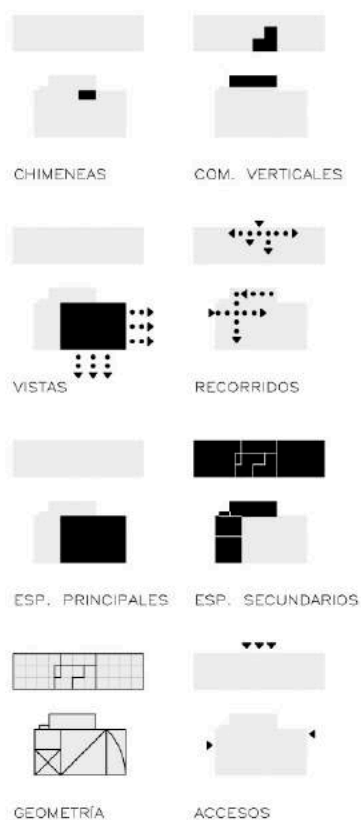 CHIMENEAS
COM. VERTICALES
VISTAS
RECORRIDOS
ESP. PRINCIPALES
ESP. SECUNDARIOS
GEOMETRÍA
ACCESOS